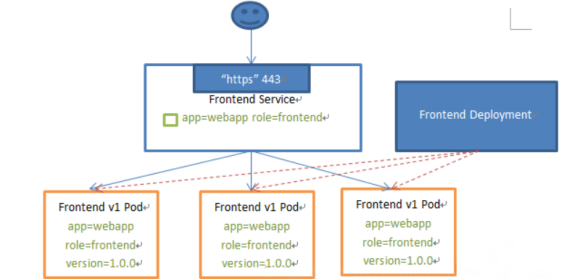 "https" 443
Frontend Service
app=webapp role=frontend
Frontend Deployment
Frontend v1 Pod
app=webapp
role=frontend
version=1.0.0
Frontend v1 Pod
app=webapp
role=frontend
version=1.0.0
Frontend v1 Pod
app=webapp
role=frontend
version=1.0.0